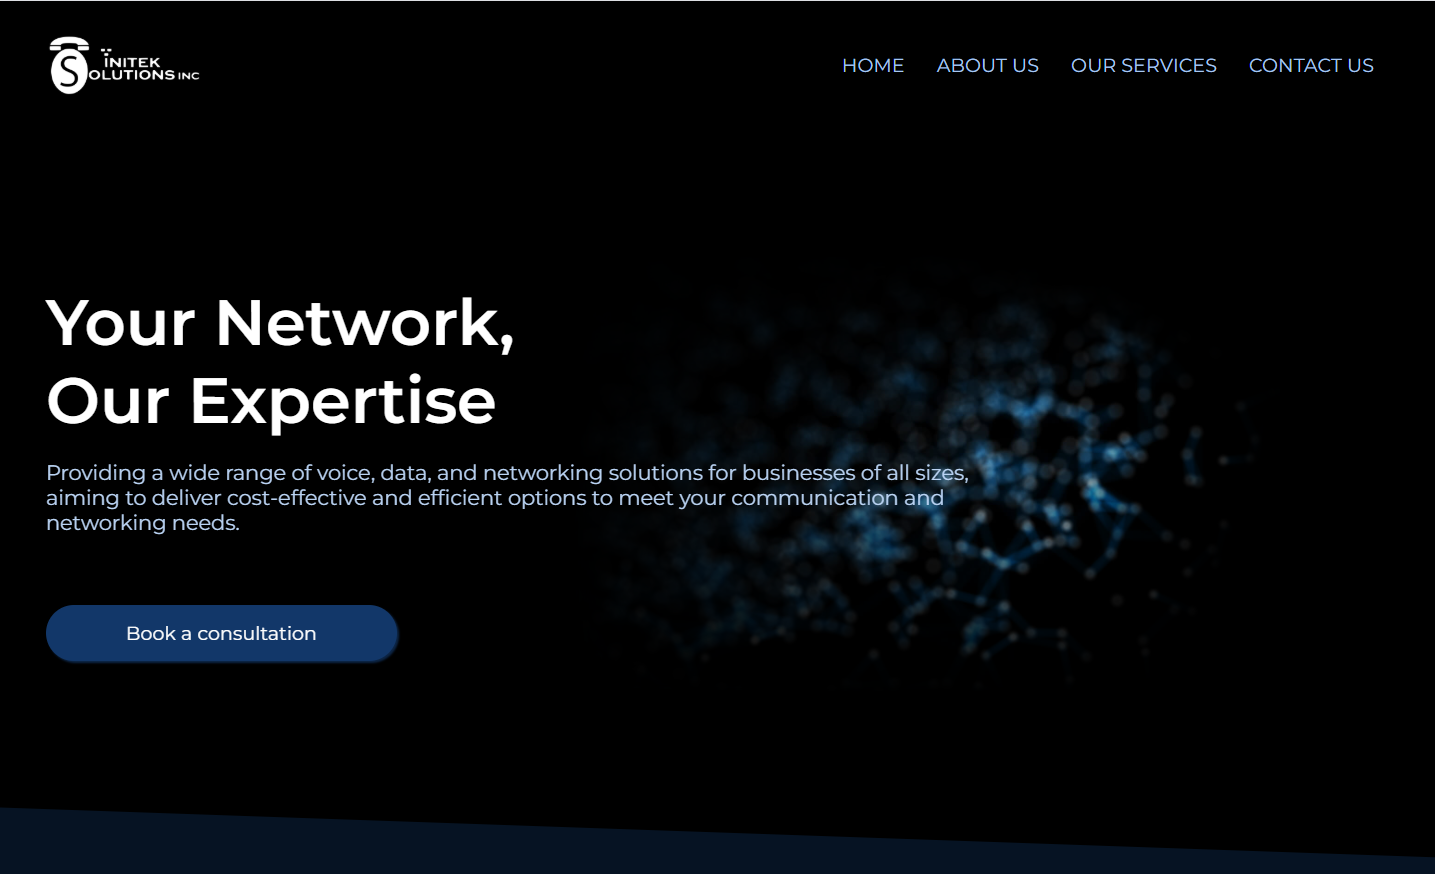 INITEK
SOLUTIONS INC
HOME ABOUT US OUR SERVICES CONTACT US
Your Network,
Our Expertise
Providing a wide range of voice, data, and networking solutions for businesses of all sizes,
aiming to deliver cost-effective and efficient options to meet your communication and
networking needs.
Book a consultation